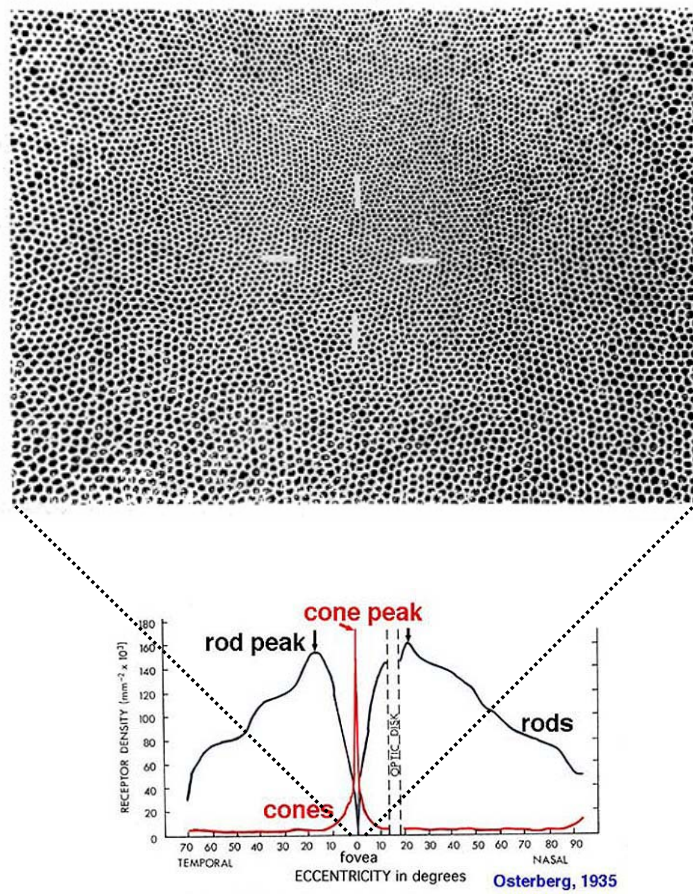 cone peak
rod peak
rods
cones
OPTIC DISK
RECEPTOR DENSITY (mm⁻² x 10³)
180
160
140
120
100
80
60
40
20
0
70 60 50 40 30 20 10 0 10 20 30 40 50 60 70 80 90
TEMPORAL fovea NASAL
ECCENTRICITY in degrees
Osterberg, 1935